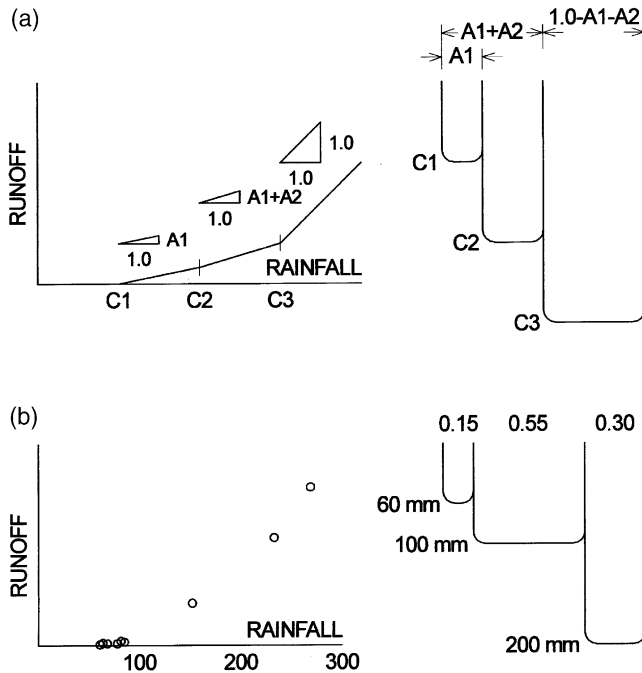 (a)
A1+A2
1.0-A1-A2
A1
RUNOFF
1.0
1.0
A1+A2
1.0
A1
1.0
RAINFALL
C1 C2 C3
C1
C2
C3
(b)
0.15 0.55 0.30
RUNOFF
60 mm
100 mm
200 mm
RAINFALL
100 200 300